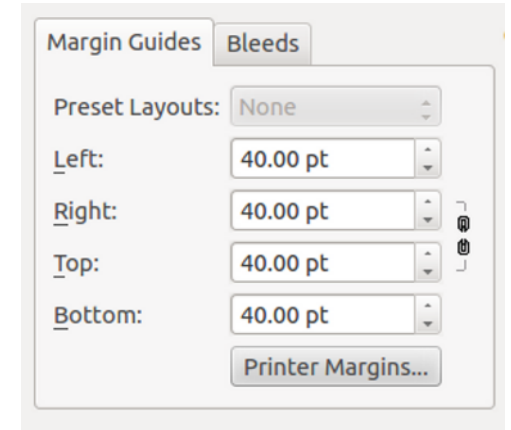 Margin Guides Bleeds
Preset Layouts: None
Left: 40.00 pt
Right: 40.00 pt
Top: 40.00 pt
Bottom: 40.00 pt
Printer Margins...